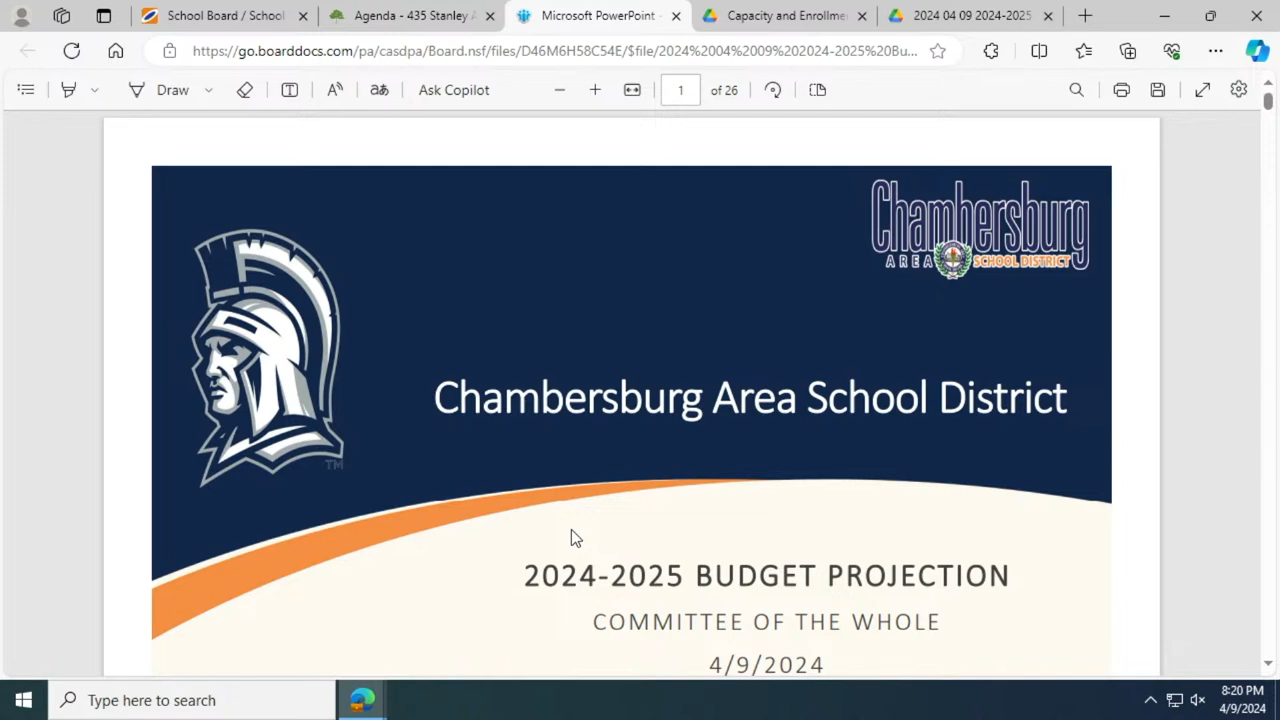 School Board / School
Agenda - 435 Stanley A
Microsoft PowerPoint -
Capacity and Enrollme
2024 04 09 2024-2025
https://go.boarddocs.com/pa/casdpa/Board.nsf/files/D46M6H58C54E/$file/2024%2004%2009%202024-2025%20Bu...
Draw
Ask Copilot
1 of 26
Chambersburg
AREA SCHOOL DISTRICT
Chambersburg Area School District
TM
2024-2025 BUDGET PROJECTION
COMMITTEE OF THE WHOLE
4/9/2024
Type here to search
8:20 PM
4/9/2024